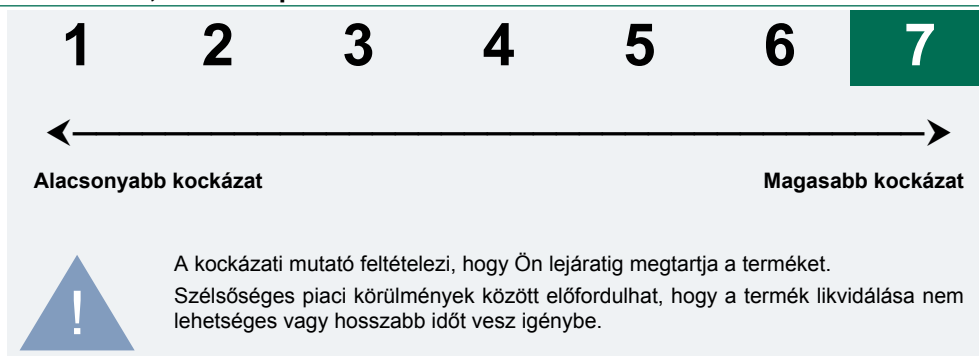 1 2 3 4 5 6 7
Alacsonyabb kockázat Magasabb kockázat
A kockázati mutató feltételezi, hogy Ön lejáratig megtartja a terméket.
! Szélsőséges piaci körülmények között előfordulhat, hogy a termék likvidálása nem
lehetséges vagy hosszabb időt vesz igénybe.